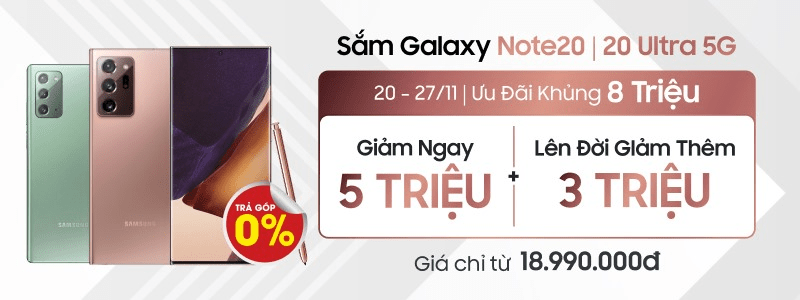 Sắm Galaxy Note20 | 20 Ultra 5G
20 - 27/11 | Ưu Đãi Khủng 8 Triệu
Giảm Ngay
5 TRIỆU
+
Lên Đời Giảm Thêm
3 TRIỆU
Giá chỉ từ 18.990.000đ
TRẢ GÓP
0%
SAMSUNG
SAMSUNG